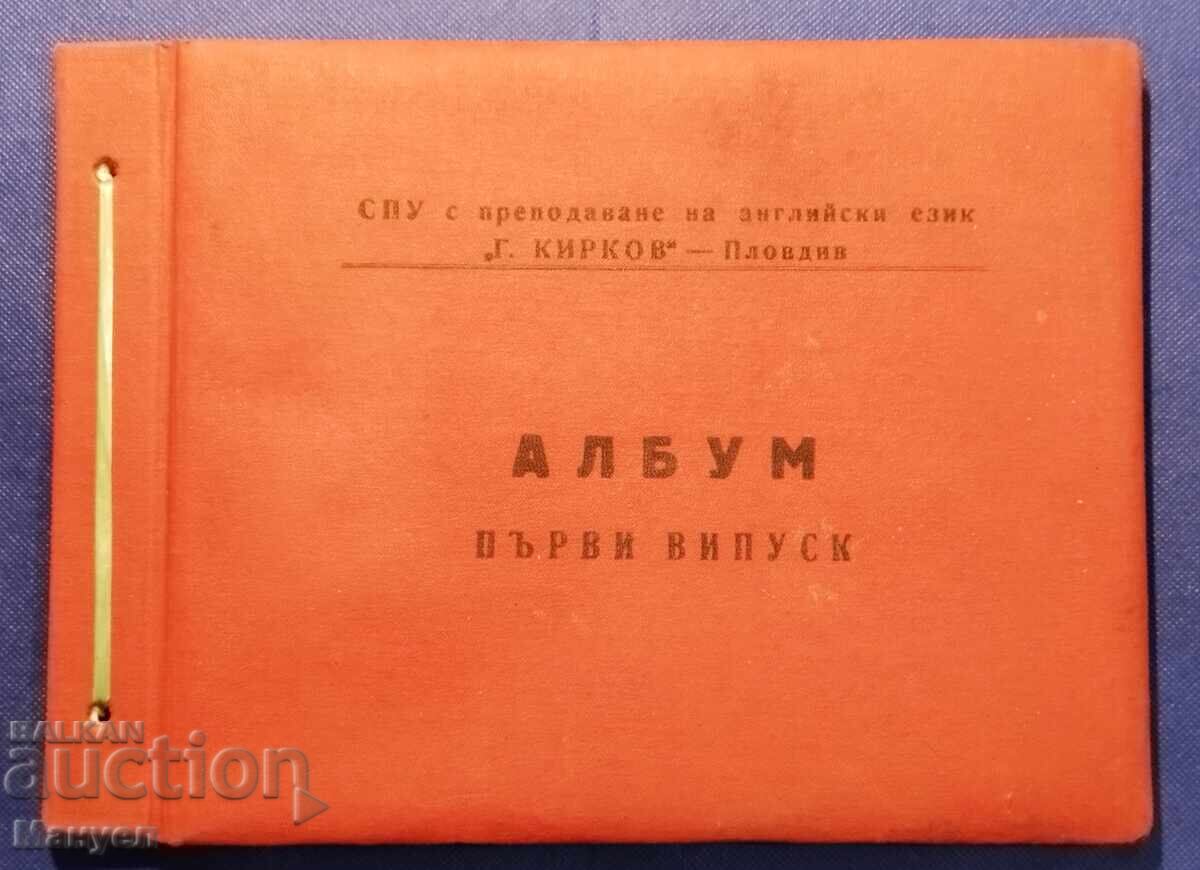 СПУ с преподаване на английски език
„Г. КИРКОВ“ — Пловдив
АЛБУМ
ПЪРВИ ВИПУСК
BALKAN
auction
Мануел